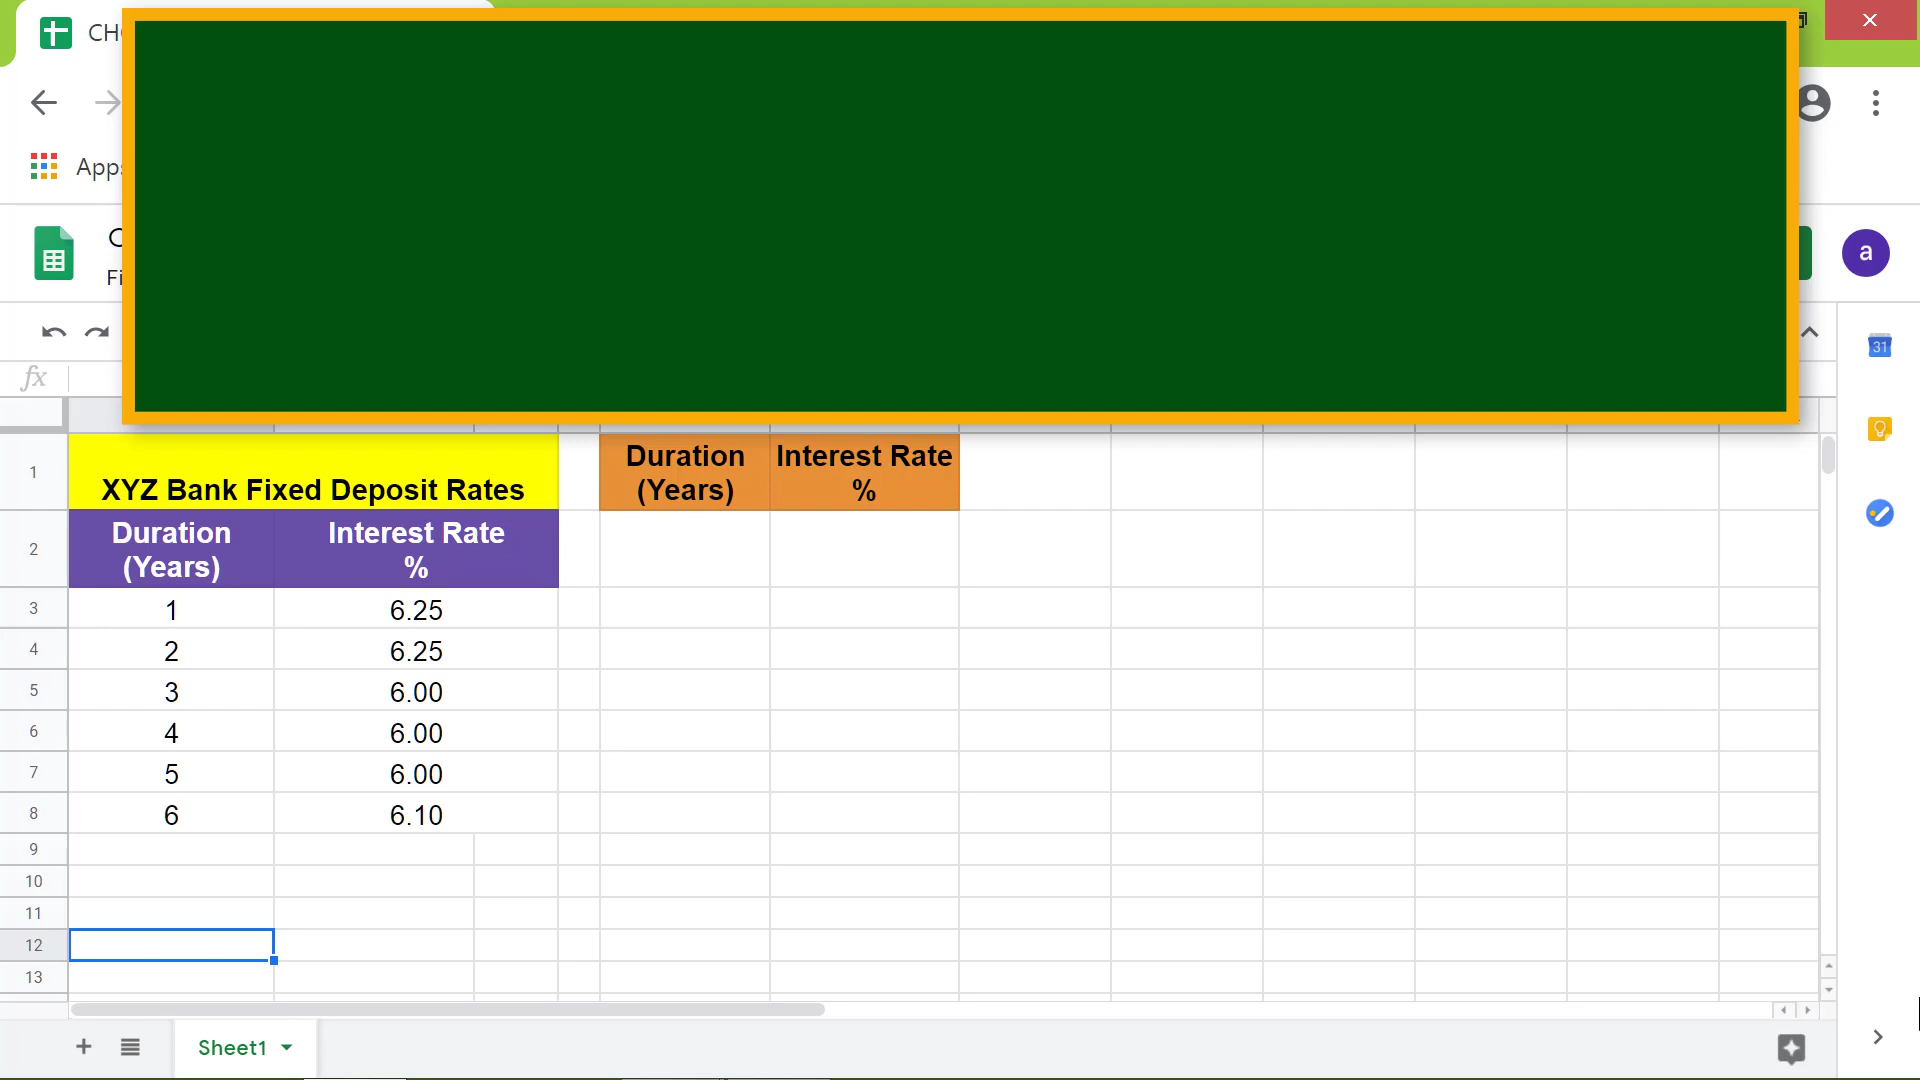 CH
Apps
Fi
a
31
fx
1
XYZ Bank Fixed Deposit Rates
Duration
(Years)
Interest Rate
%
2
Duration
(Years)
Interest Rate
%
3 1 6.25
4 2 6.25
5 3 6.00
6 4 6.00
7 5 6.00
8 6 6.10
9
10
11
12
13
Sheet1